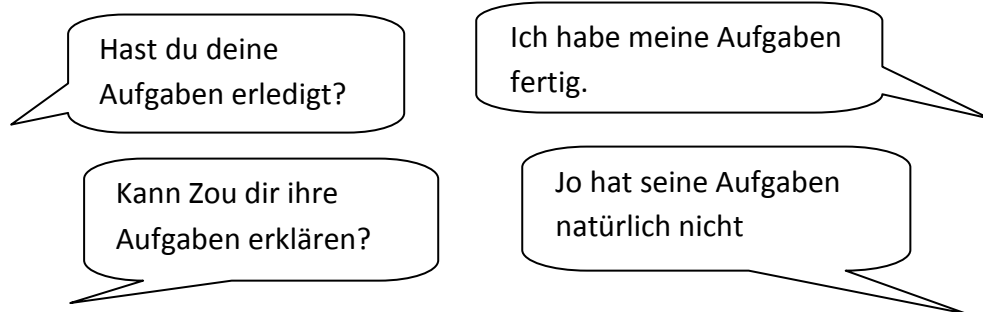 Hast du deine
Aufgaben erledigt?
Ich habe meine Aufgaben
fertig.
Kann Zou dir ihre
Aufgaben erklären?
Jo hat seine Aufgaben
natürlich nicht